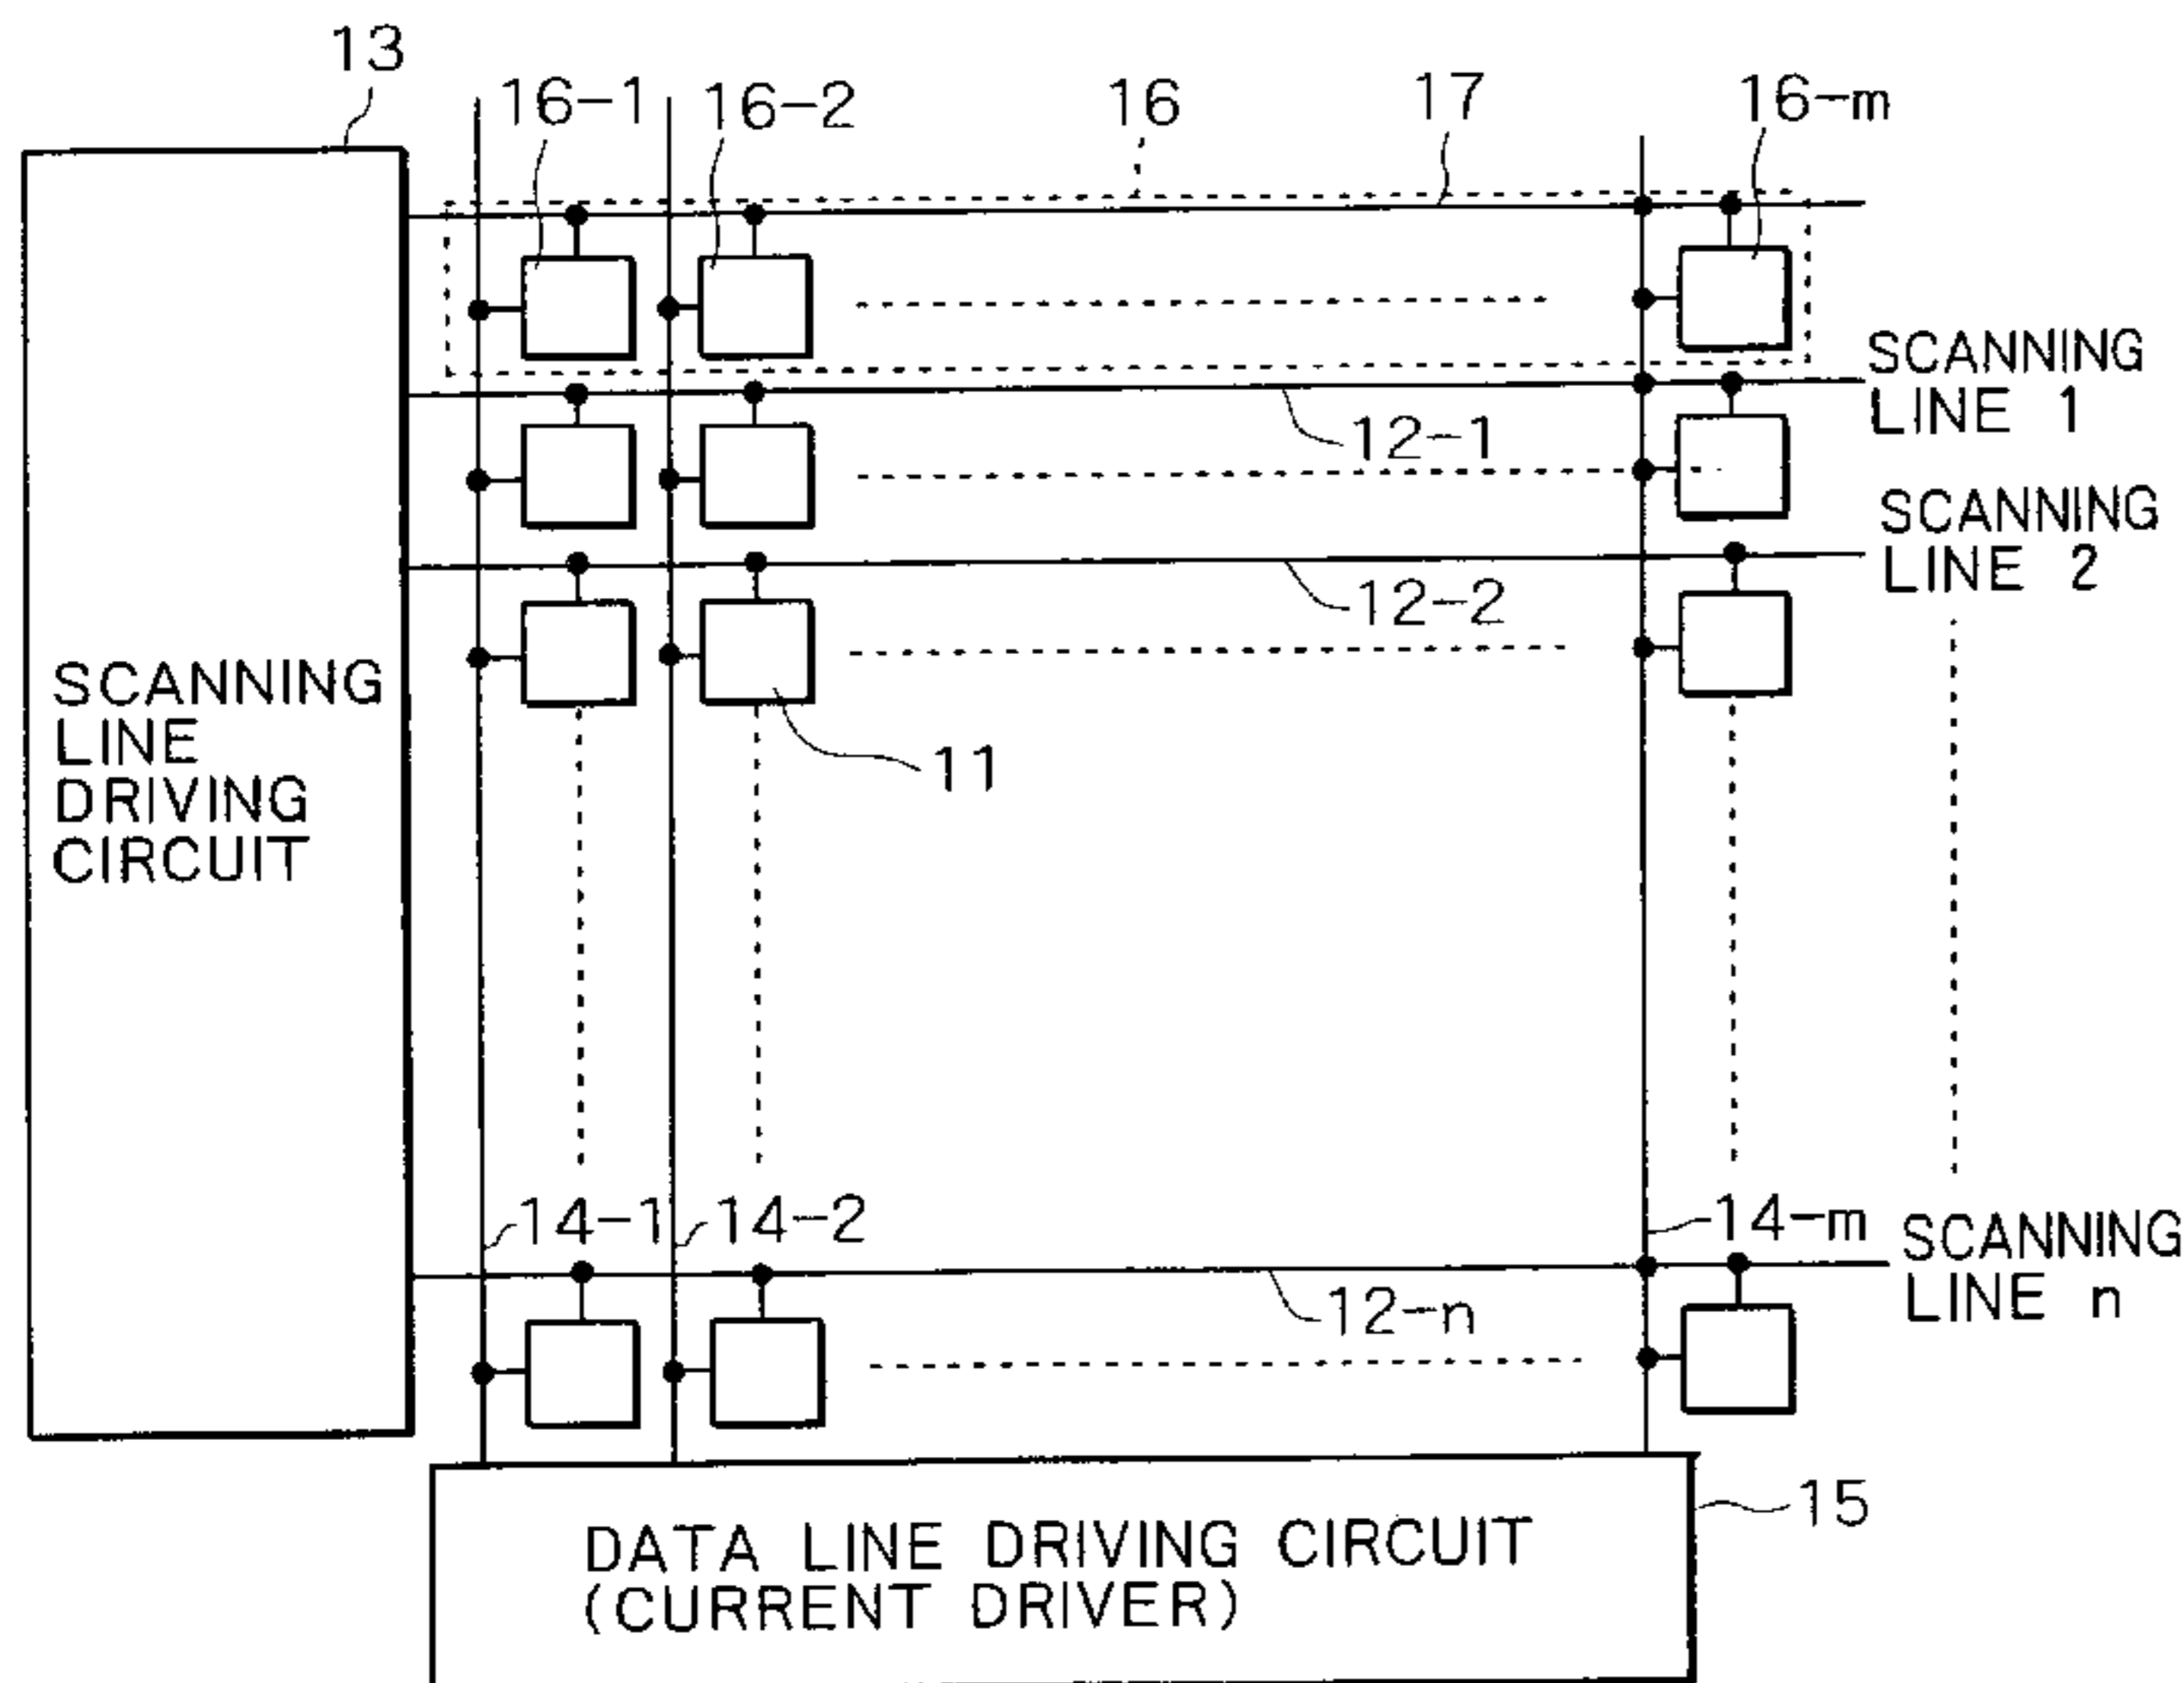 13
16-1
16-2
16
17
16-m
SCANNING
LINE 1
12-1
SCANNING
LINE 2
12-2
SCANNING
LINE
DRIVING
CIRCUIT
11
14-1
14-2
14-m
SCANNING
LINE n
12-n
15
DATA LINE DRIVING CIRCUIT
(CURRENT DRIVER)